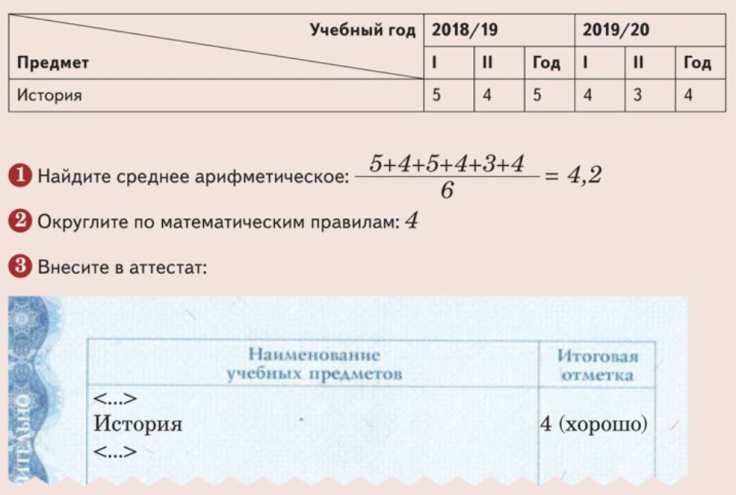 Учебный год 2018/19 2019/20
Предмет I II Год I II Год
История 5 4 5 4 3 4
1 Найдите среднее арифметическое: 5+4+5+4+3+4 / 6 = 4,2
2 Округлите по математическим правилам: 4
3 Внесите в аттестат:
Наименование Итоговая
учебных предметов отметка
<...>
История 4 (хорошо)
<...>